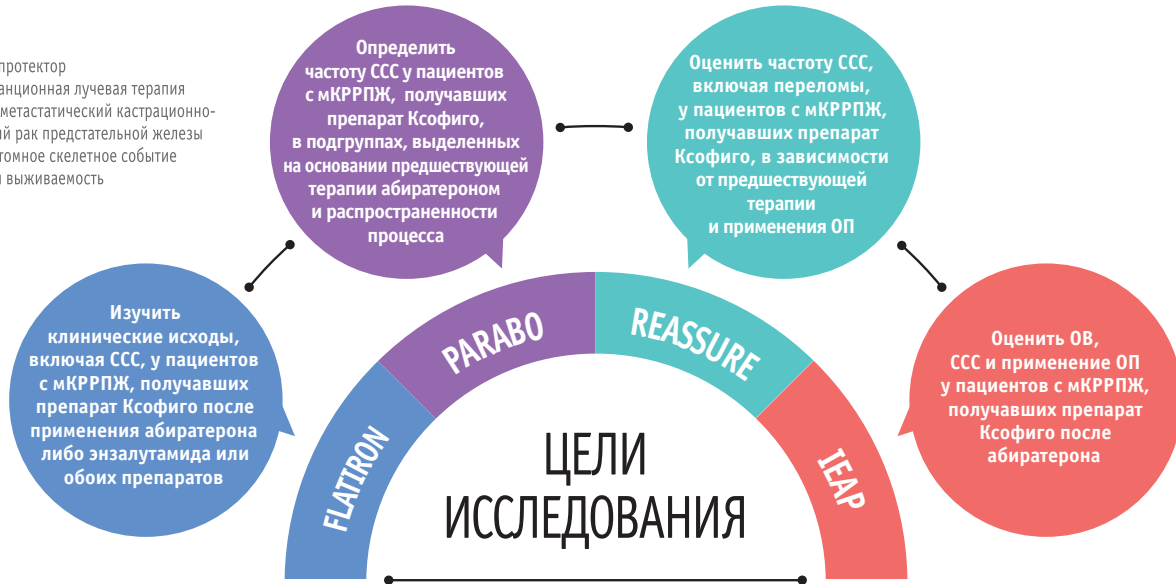 протектор
анционная лучевая терапия
метастатический кастрационно-
ий рак предстательной железы
томное скелетное событие
выживаемость
Определить
частоту ССС у пациентов
с мКРРПЖ, получавших
препарат Ксофиго,
в подгруппах, выделенных
на основании предшествующей
терапии абиратероном
и распространенности
процесса
Оценить частоту ССС,
включая переломы,
у пациентов с мКРРПЖ,
получавших препарат
Ксофиго, в зависимости
от предшествующей
терапии
и применения ОП
Изучить
клинические исходы,
включая ССС, у пациентов
с мКРРПЖ, получавших
препарат Ксофиго после
применения абиратерона
либо энзалутамида или
обоих препаратов
Оценить ОВ,
ССС и применение ОП
у пациентов с мКРРПЖ,
получавших препарат
Ксофиго после
абиратерона
FLATIRON
PARABO
REASSURE
IEAP
ЦЕЛИ
ИССЛЕДОВАНИЯ